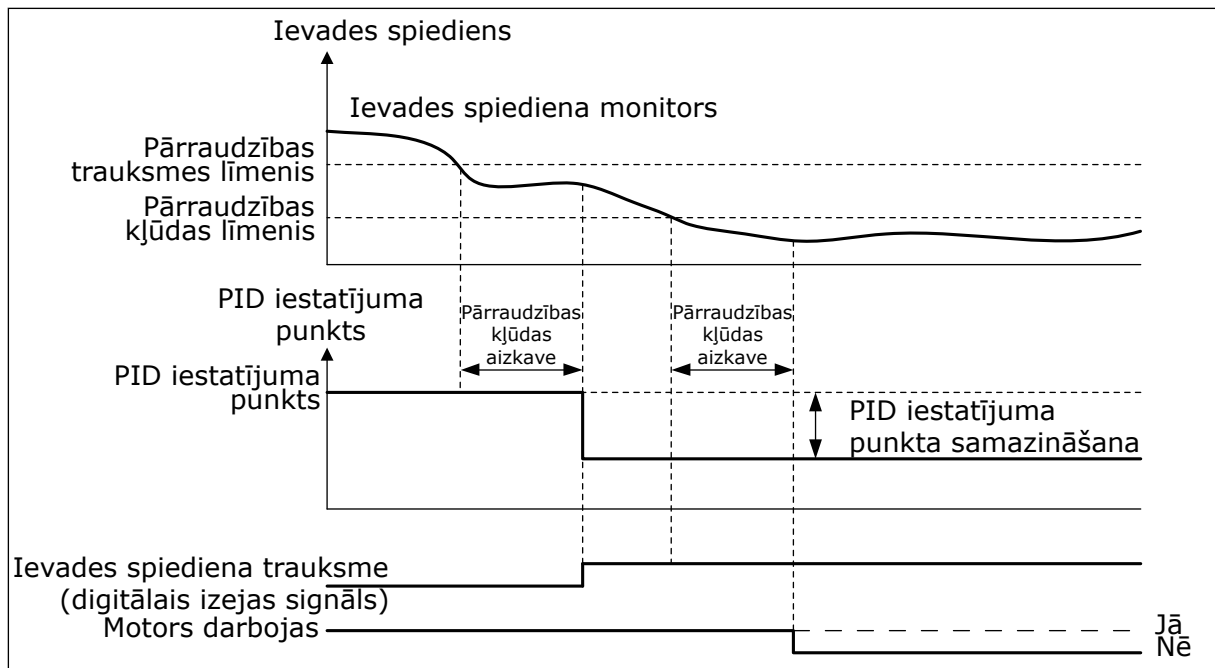 Ievades spiediens
Ievades spiediena monitors
Pārraudzības
trauksmes līmenis
Pārraudzības
kļūdas līmenis
PID iestatījuma
punkts
Pārraudzības
kļūdas
aizkave
Pārraudzības
kļūdas
aizkave
PID iestatījuma
punkts
PID iestatījuma
punkta samazināšana
Ievades spiediena trauksme
(digitālais izejas signāls)
Motors darbojas
Jā
Nē